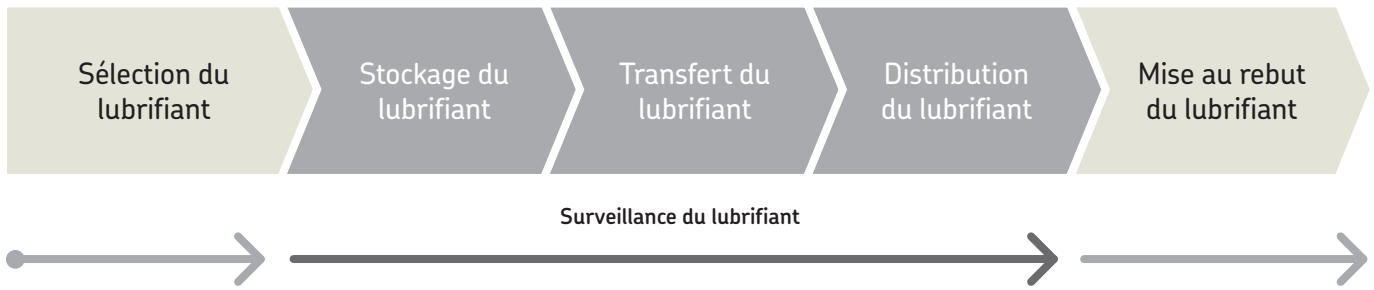 Sélection du
lubrifiant
Stockage du
lubrifiant
Transfert du
lubrifiant
Distribution
du lubrifiant
Mise au rebut
du lubrifiant
Surveillance du lubrifiant